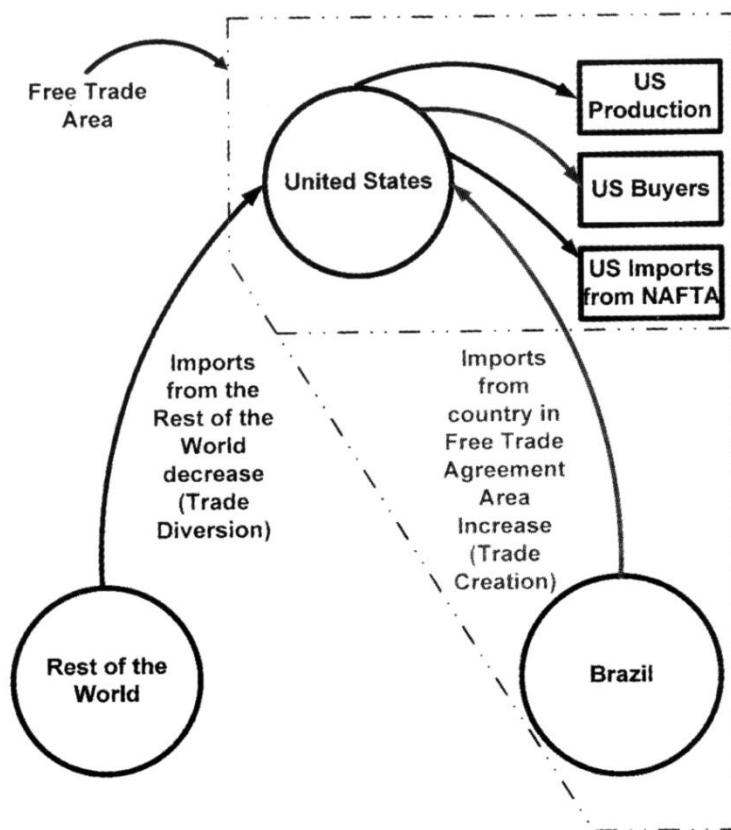 Free Trade
Area
United States
US
Production
US Buyers
US Imports
from NAFTA
Imports
from the
Rest of the
World
decrease
(Trade
Diversion)
Imports
from
country in
Free Trade
Agreement
Area
Increase
(Trade
Creation)
Rest of the
World
Brazil